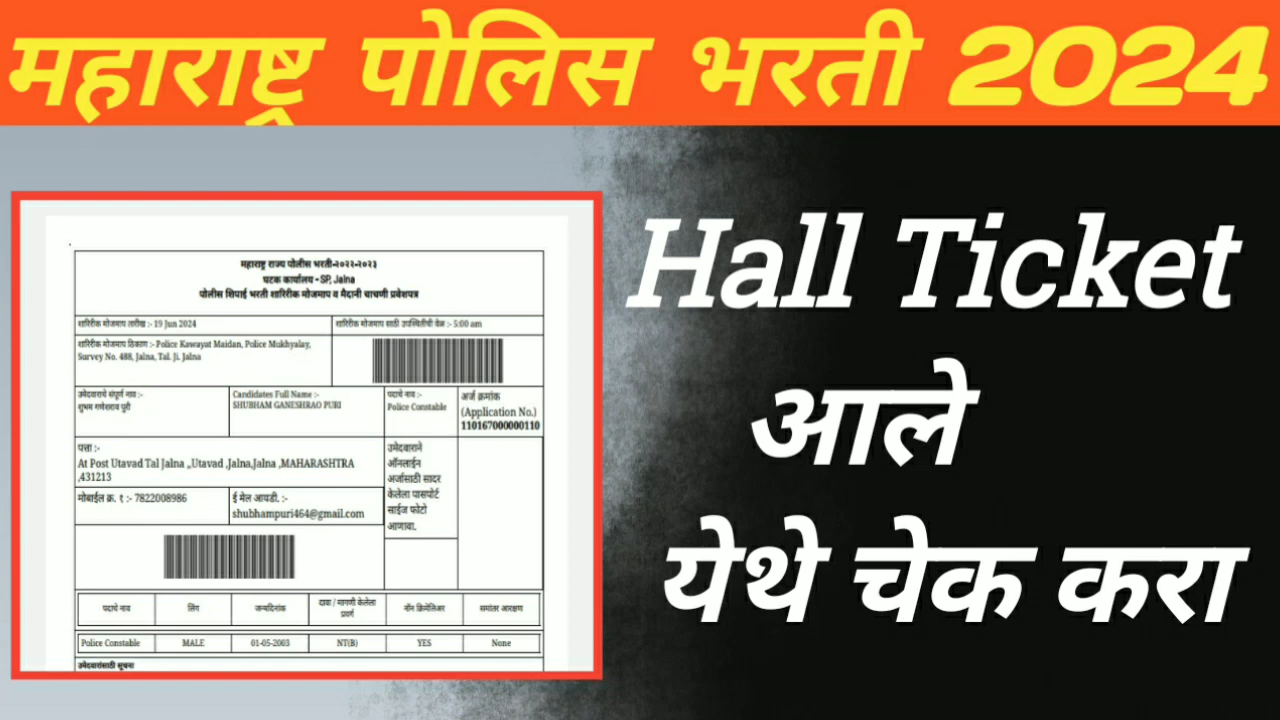 महाराष्ट्र पोलिस भरती 2024
Hall Ticket
आले
येथे चेक करा
महाराष्ट्र राज्य पोलीस भरती-२०२२-२०२३
घटक कार्यालय - SP, Jalna
पोलीस शिपाई भरती शारिरीक मोजमाप व मैदानी चाचणी प्रवेशपत्र
शारिरीक मोजमाप तारीख :- 19 Jun 2024
शारिरीक मोजमाप साठी उपस्थितीची वेळ :- 5:00 am
शारिरीक मोजमाप ठिकाण :- Police Kawayat Maidan, Police Mukhyalay,
Survey No. 488, Jalna, Tal. Ji. Jalna
उमेदवाराचे संपूर्ण नाव :-
शुभम गणेशराव पुरी
Candidates Full Name :-
SHUBHAM GANESHRAO PURI
पदाचे नाव :-
Police Constable
अर्ज क्रमांक
(Application No.)
110167000000110
पत्ता :-
At Post Utavad Tal Jalna ,,Utavad ,Jalna,Jalna ,MAHARASHTRA
,431213
उमेदवाराने
ऑनलाईन
अर्जासाठी सादर
केलेला पासपोर्ट
साईज फोटो
आणावा.
मोबाईल क्र. १ :- 7822008986
ई मेल आयडी. :-
shubhampuri464@gmail.com
पदाचे नाव
लिंग
जन्मदिनांक
दावा / मागणी केलेला
प्रवर्ग
नॉन क्रिमेलिअर
समांतर आरक्षण
Police Constable
MALE
01-05-2003
NT(B)
YES
None
उमेदवारांसाठी सूचना